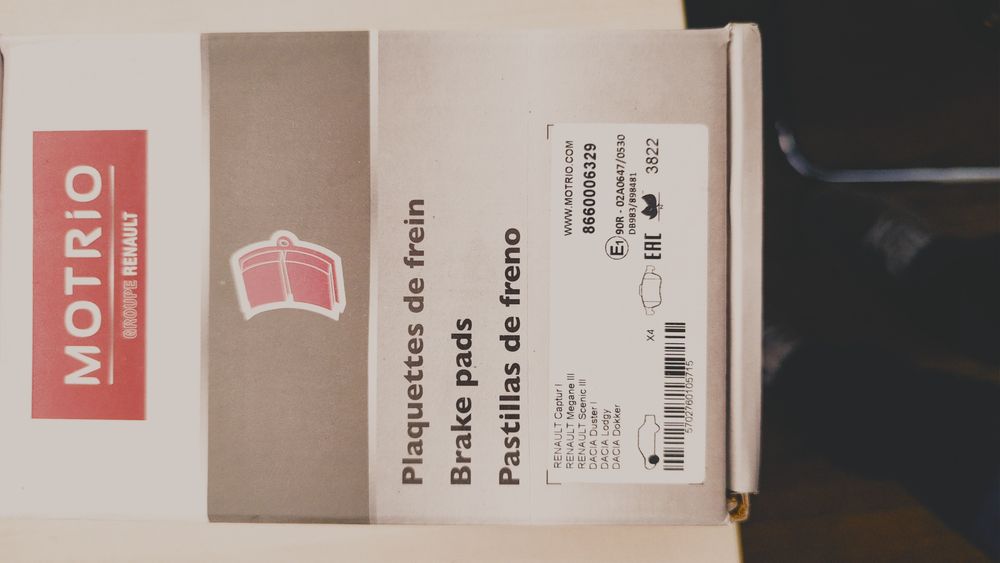 MOTRiO
GROUPE RENAULT
Plaquettes de frein
Brake pads
Pastillas de freno
WWW.MOTRIO.COM
8660006329
E1 90R - 02A0647/0530
DB983/898481
EAC
3822
X4
RENAULT Captur I
RENAULT Megane III
RENAULT Scenic III
DACIA Duster I
DACIA Lodgy
DACIA Dokker
5702760105715